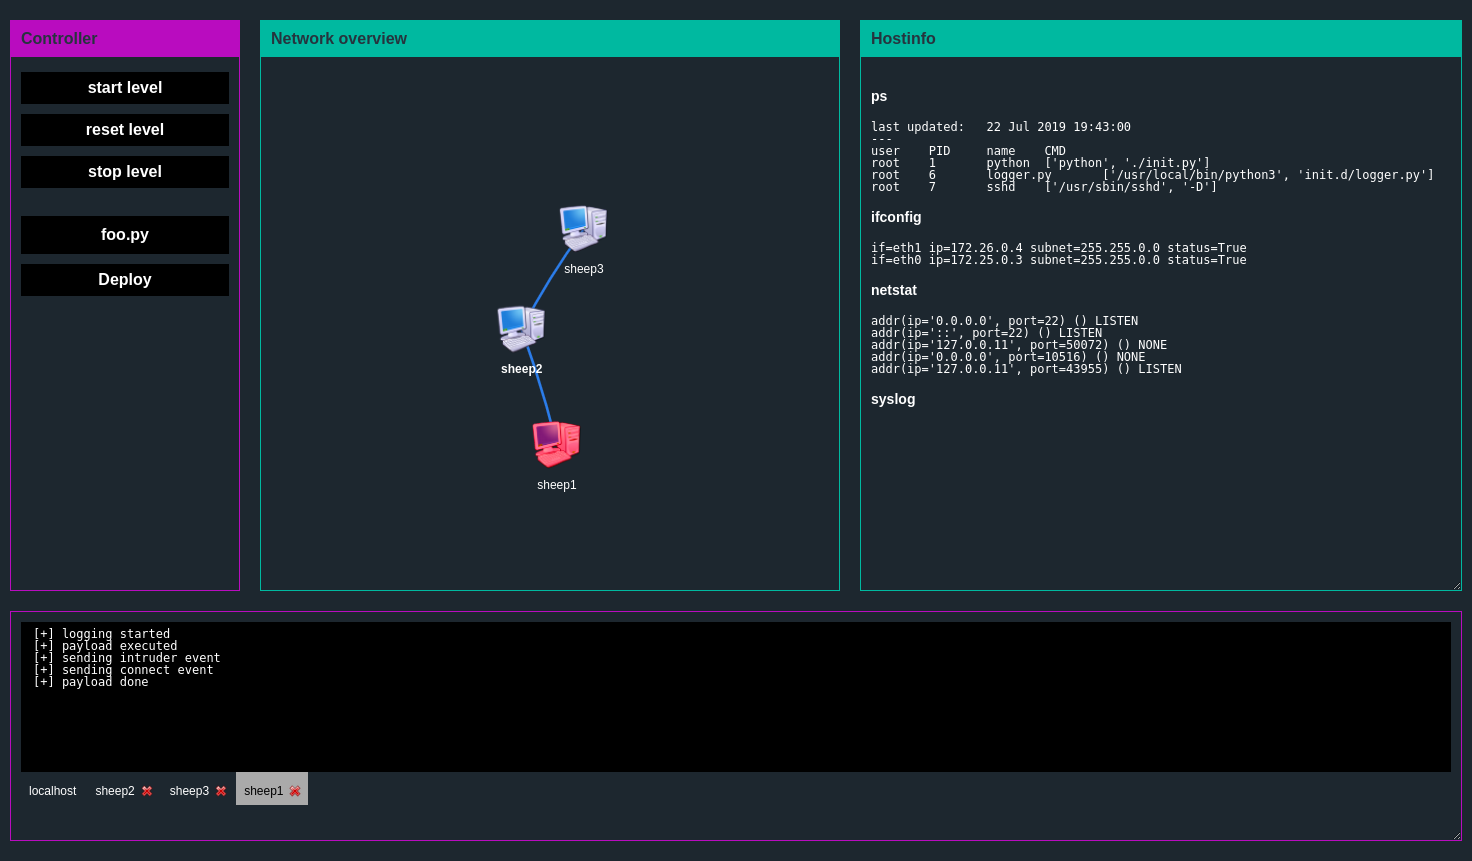 Controller
start level
reset level
stop level
foo.py
Deploy
Network overview
sheep3
sheep2
sheep1
Hostinfo
ps
last updated:   22 Jul 2019 19:43:00
---
user    PID     name    CMD
root    1       python  ['python', './init.py']
root    6       logger.py       ['/usr/local/bin/python3', 'init.d/logger.py']
root    7       sshd    ['/usr/sbin/sshd', '-D']
ifconfig
if=eth1 ip=172.26.0.4 subnet=255.255.0.0 status=True
if=eth0 ip=172.25.0.3 subnet=255.255.0.0 status=True
netstat
addr(ip='0.0.0.0', port=22) () LISTEN
addr(ip='::', port=22) () LISTEN
addr(ip='127.0.0.11', port=50072) () NONE
addr(ip='0.0.0.0', port=10516) () NONE
addr(ip='127.0.0.11', port=43955) () LISTEN
syslog
[+] logging started
[+] payload executed
[+] sending intruder event
[+] sending connect event
[+] payload done
localhost sheep2 sheep3 sheep1